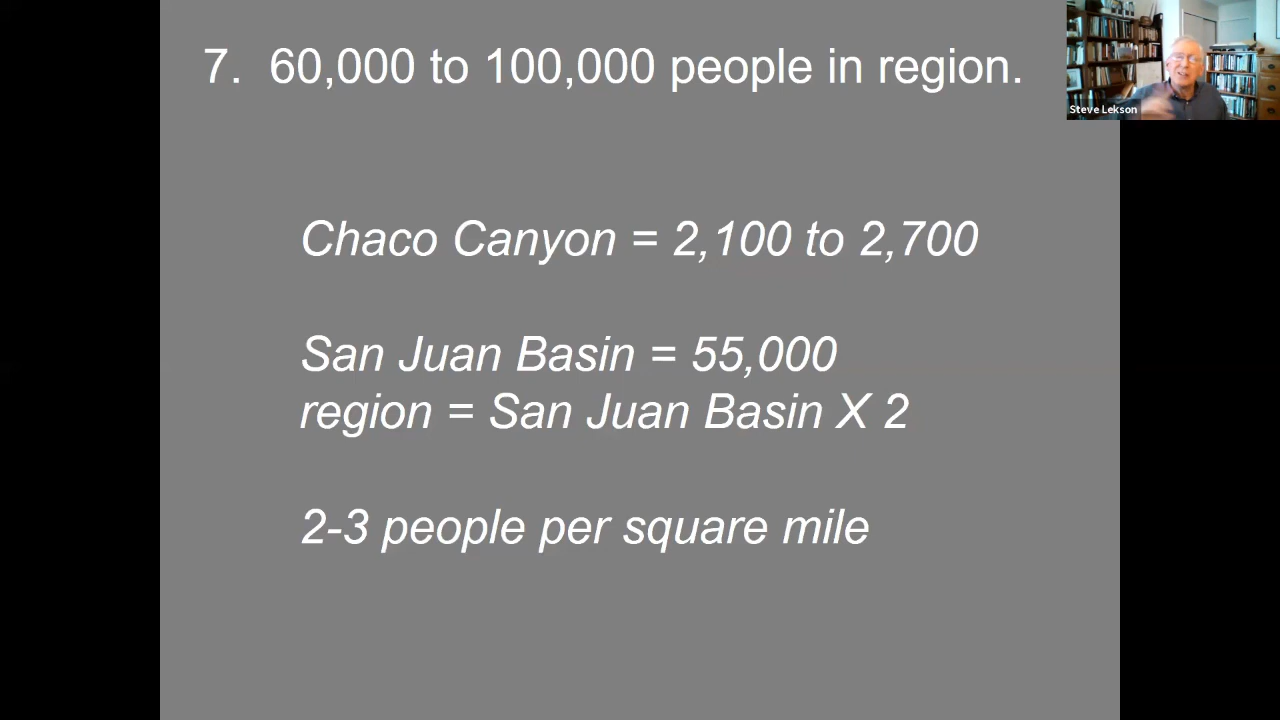 7. 60,000 to 100,000 people in region.
Steve Lekson
Chaco Canyon = 2,100 to 2,700
San Juan Basin = 55,000
region = San Juan Basin X 2
2-3 people per square mile